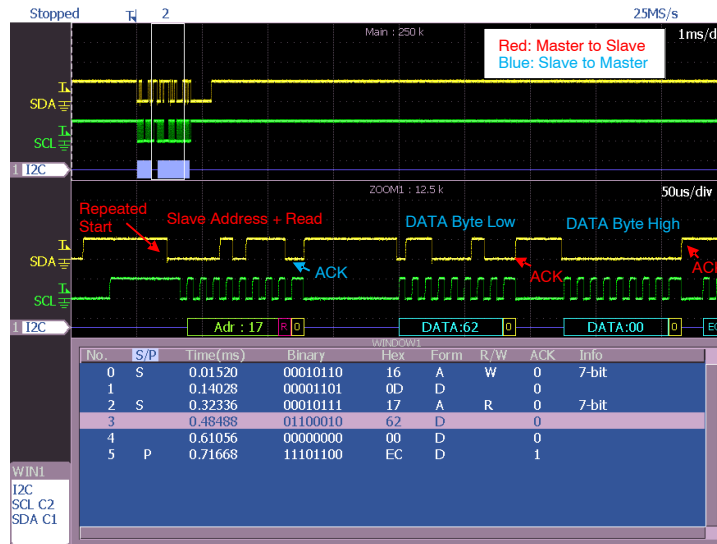 Stopped T 2 25MS/s
Main : 250 k 1ms/d
Red: Master to Slave
Blue: Slave to Master
T
SDA
T
SCL
1 I2C
ZOOM1 : 12.5 k 50us/div
Repeated
Start
Slave Address + Read
DATA Byte Low
DATA Byte High
T
SDA
ACK
ACK
ACK
T
SCL
1 I2C
Adr : 17 R 0 DATA:62 0 DATA:00 0 EC
WINDOW1
No. S/P Time(ms) Binary Hex Form R/W ACK Info
0 S 0.01520 00010110 16 A W 0 7-bit
1 0.14028 00001101 0D D 0
2 S 0.32336 00010111 17 A R 0 7-bit
3 0.48488 01100010 62 D 0
4 0.61056 00000000 00 D 0
5 P 0.71668 11101100 EC D 1
WIN1
I2C
SCL C2
SDA C1